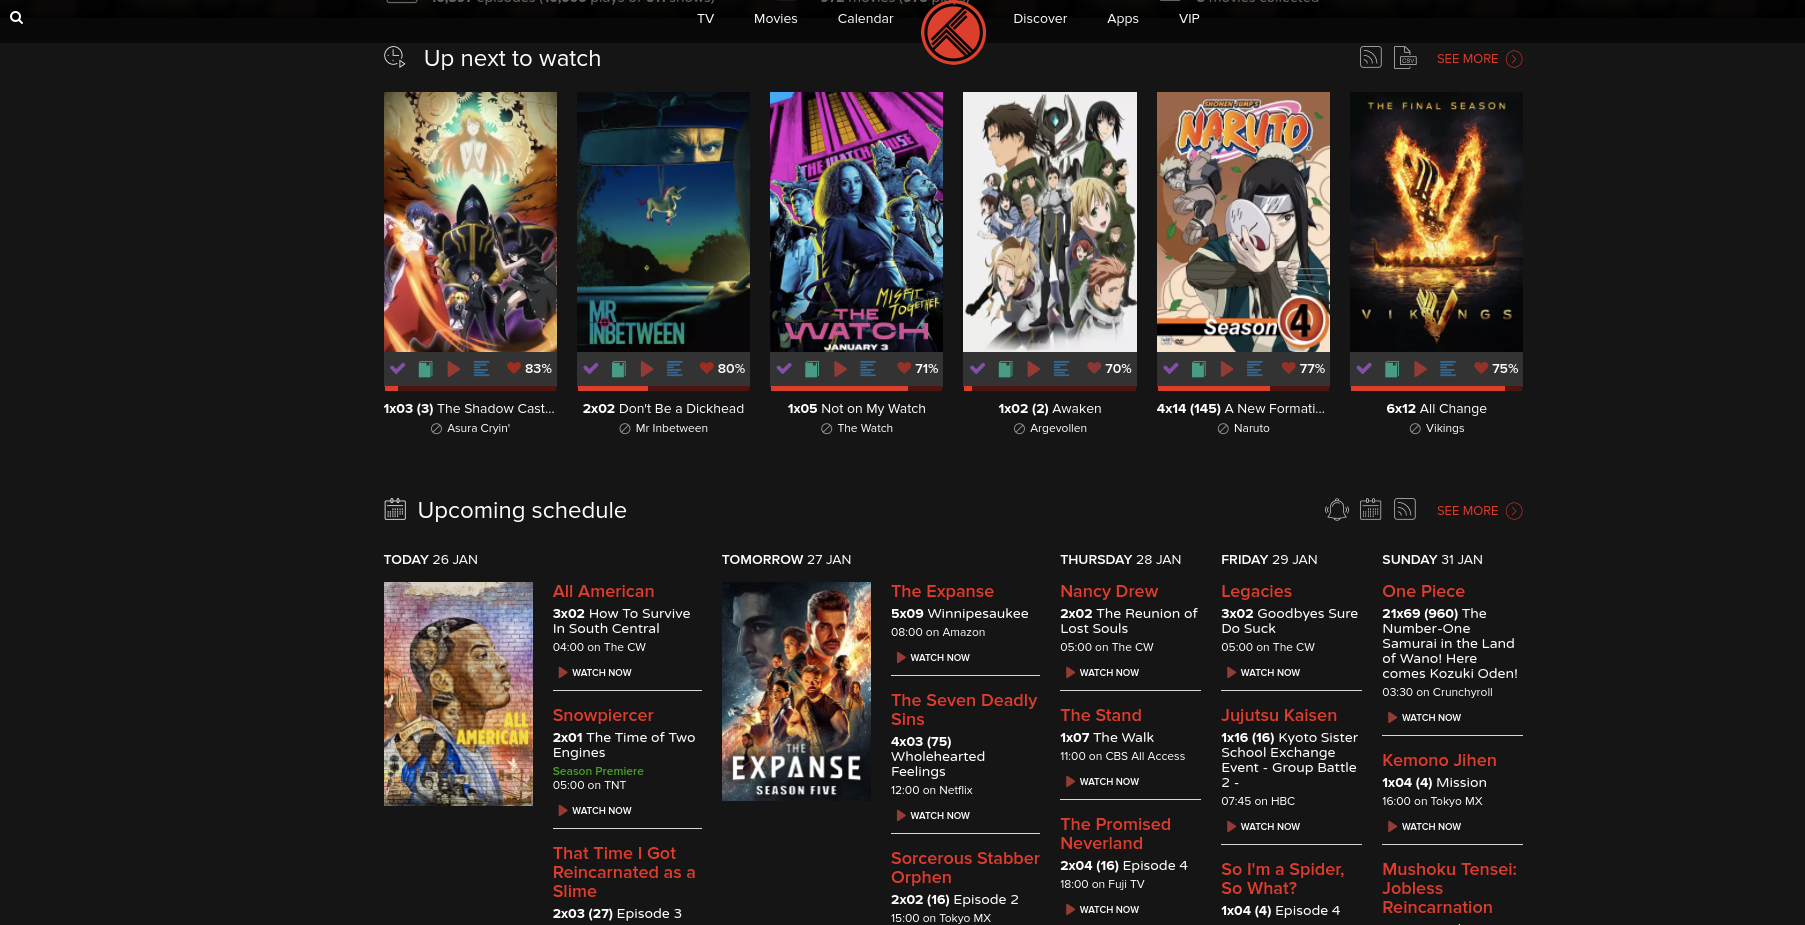 TV
Movies
Calendar
Discover
Apps
VIP
Up next to watch
CSV
SEE MORE
MR
INBETWEEN
THE WATCH HOUSE
MISFIT
TOGETHER
THE
WATCH
JANUARY 3
SHONEN JUMP'S
NARUTO
Season 4
THE FINAL SEASON
VIKINGS
83%
80%
71%
70%
77%
75%
1x03 (3) The Shadow Cast...
2x02 Don't Be a Dickhead
1x05 Not on My Watch
1x02 (2) Awaken
4x14 (145) A New Formati...
6x12 All Change
Asura Cryin'
Mr Inbetween
The Watch
Argevollen
Naruto
Vikings
Upcoming schedule
SEE MORE
TODAY 26 JAN
ALL
AMERICAN
All American
3x02 How To Survive
In South Central
04:00 on The CW
WATCH NOW
Snowpiercer
2x01 The Time of Two
Engines
Season Premiere
05:00 on TNT
WATCH NOW
That Time I Got
Reincarnated as a
Slime
2x03 (27) Episode 3
TOMORROW 27 JAN
THE
EXPANSE
SEASON FIVE
The Expanse
5x09 Winnipesaukee
08:00 on Amazon
WATCH NOW
The Seven Deadly
Sins
4x03 (75)
Wholehearted
Feelings
12:00 on Netflix
WATCH NOW
Sorcerous Stabber
Orphen
2x02 (16) Episode 2
15:00 on Tokyo MX
THURSDAY 28 JAN
Nancy Drew
2x02 The Reunion of
Lost Souls
05:00 on The CW
WATCH NOW
The Stand
1x07 The Walk
11:00 on CBS All Access
WATCH NOW
The Promised
Neverland
2x04 (16) Episode 4
18:00 on Fuji TV
WATCH NOW
FRIDAY 29 JAN
Legacies
3x02 Goodbyes Sure
Do Suck
05:00 on The CW
WATCH NOW
Jujutsu Kaisen
1x16 (16) Kyoto Sister
School Exchange
Event - Group Battle
2 -
07:45 on HBC
WATCH NOW
So I'm a Spider,
So What?
1x04 (4) Episode 4
SUNDAY 31 JAN
One Piece
21x69 (960) The
Number-One
Samurai in the Land
of Wano! Here
comes Kozuki Oden!
03:30 on Crunchyroll
WATCH NOW
Kemono Jihen
1x04 (4) Mission
16:00 on Tokyo MX
WATCH NOW
Mushoku Tensei:
Jobless
Reincarnation